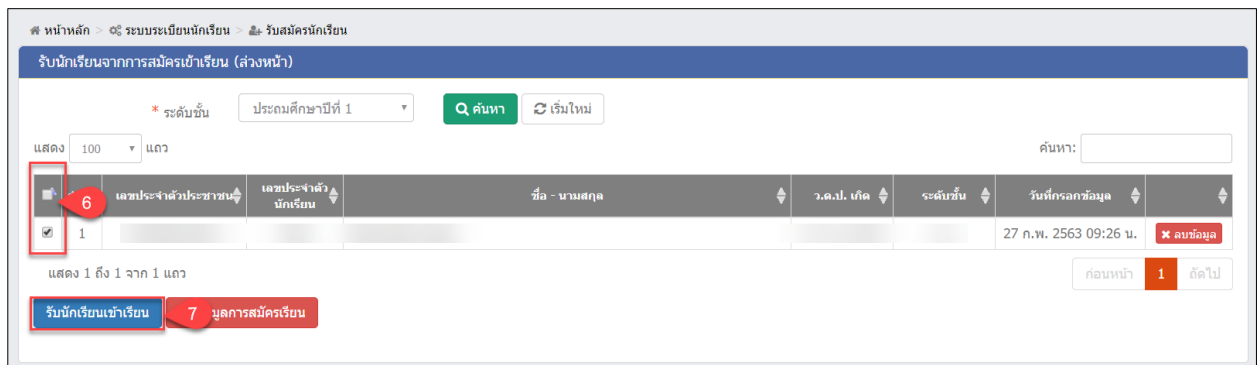 หน้าหลัก > ระบบระเบียนนักเรียน > รับสมัครนักเรียน
รับนักเรียนจากการสมัครเข้าเรียน (ล่วงหน้า)
* ระดับชั้น ประถมศึกษาปีที่ 1 ค้นหา เริ่มใหม่
แสดง 100 แถว ค้นหา:
6 เลขประจำตัวประชาชน เลขประจำตัว ชื่อ - นามสกุล ว.ด.ป. เกิด ระดับชั้น วันที่กรอกข้อมูล
นักเรียน
1 27 ก.พ. 2563 09:26 น. ลบข้อมูล
แสดง 1 ถึง 1 จาก 1 แถว ก่อนหน้า 1 ถัดไป
รับนักเรียนเข้าเรียน 7 มูลการสมัครเรียน